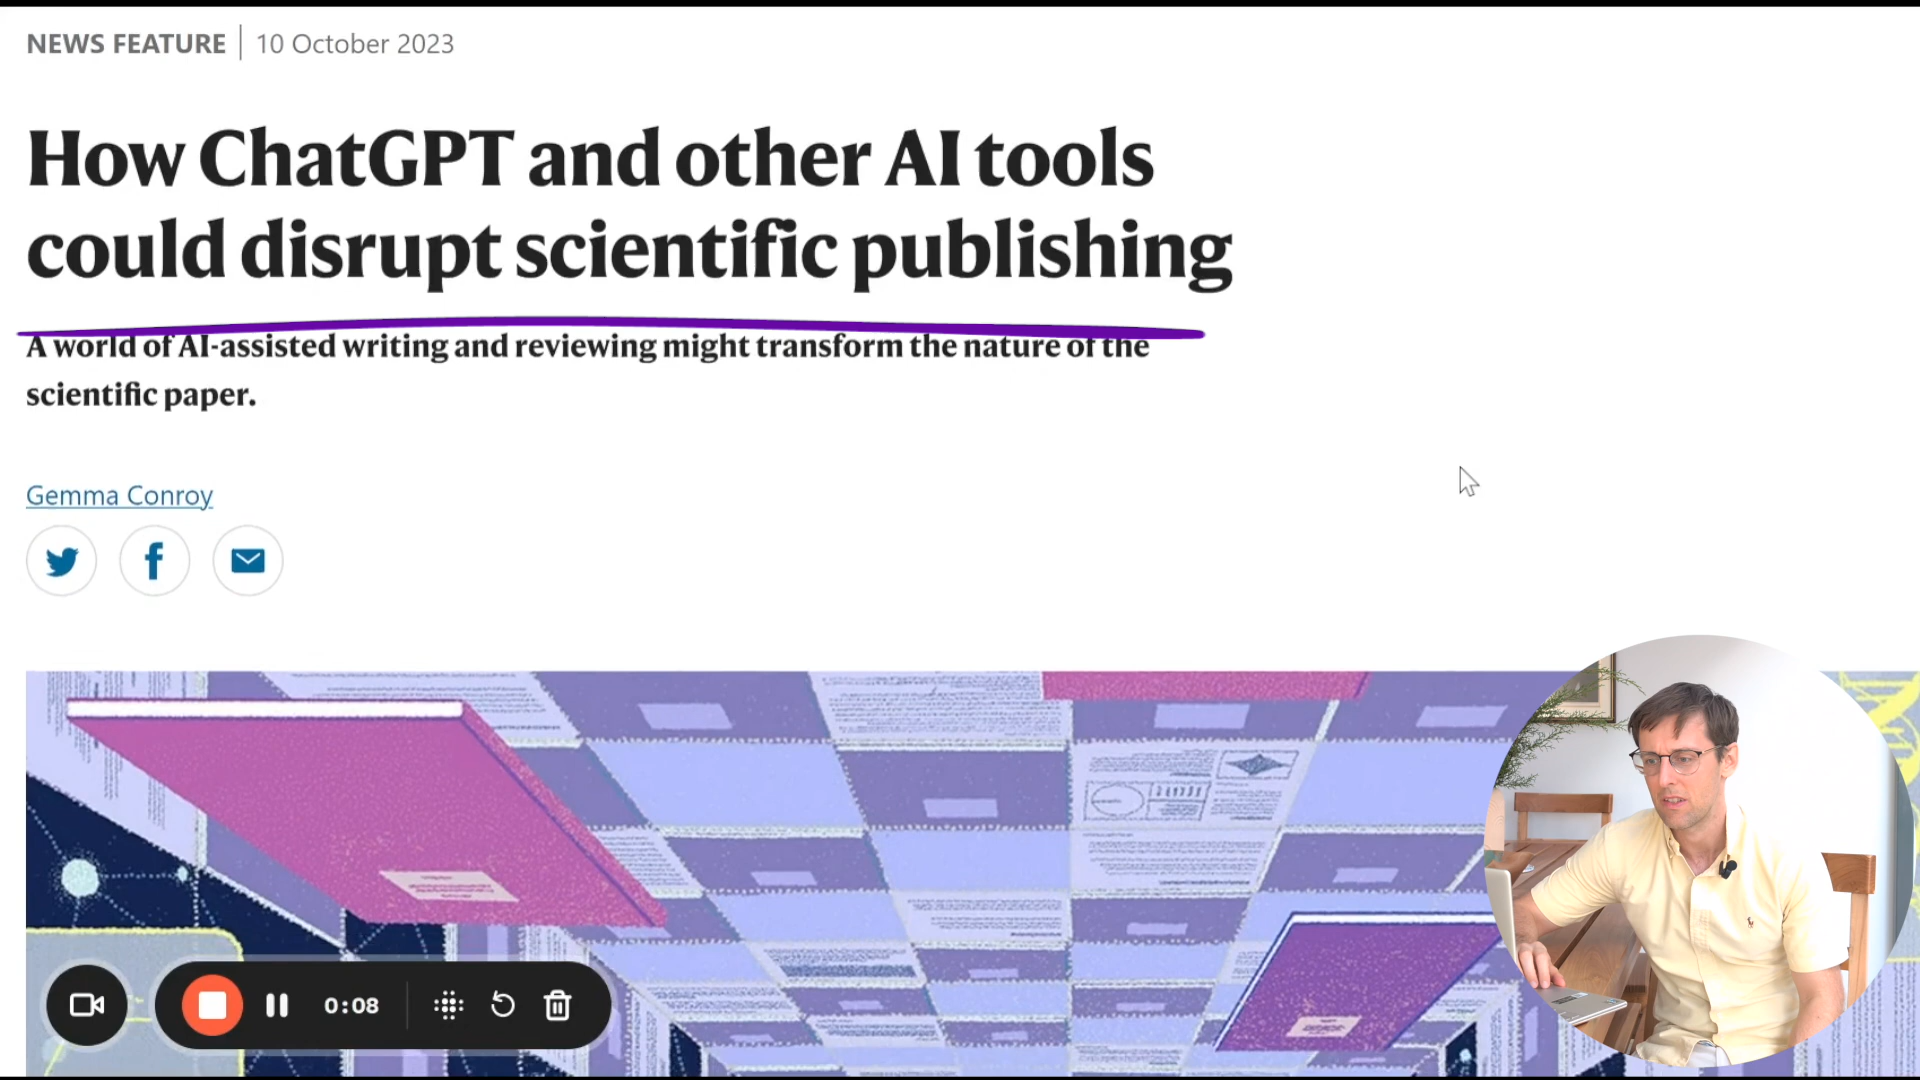 NEWS FEATURE | 10 October 2023
How ChatGPT and other AI tools
could disrupt scientific publishing
A world of AI-assisted writing and reviewing might transform the nature of the
scientific paper.
Gemma Conroy
0:08